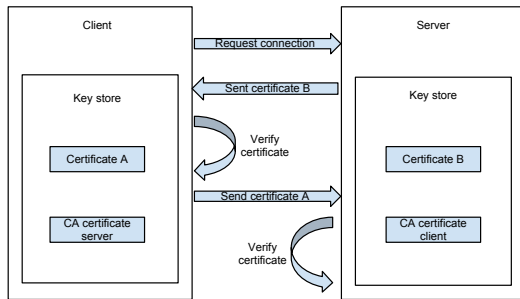 Client
Server
Request connection
Sent certificate B
Key store
Key store
Verify
certificate
Certificate A
Certificate B
Send certificate A
CA certificate
server
CA certificate
client
Verify
certificate